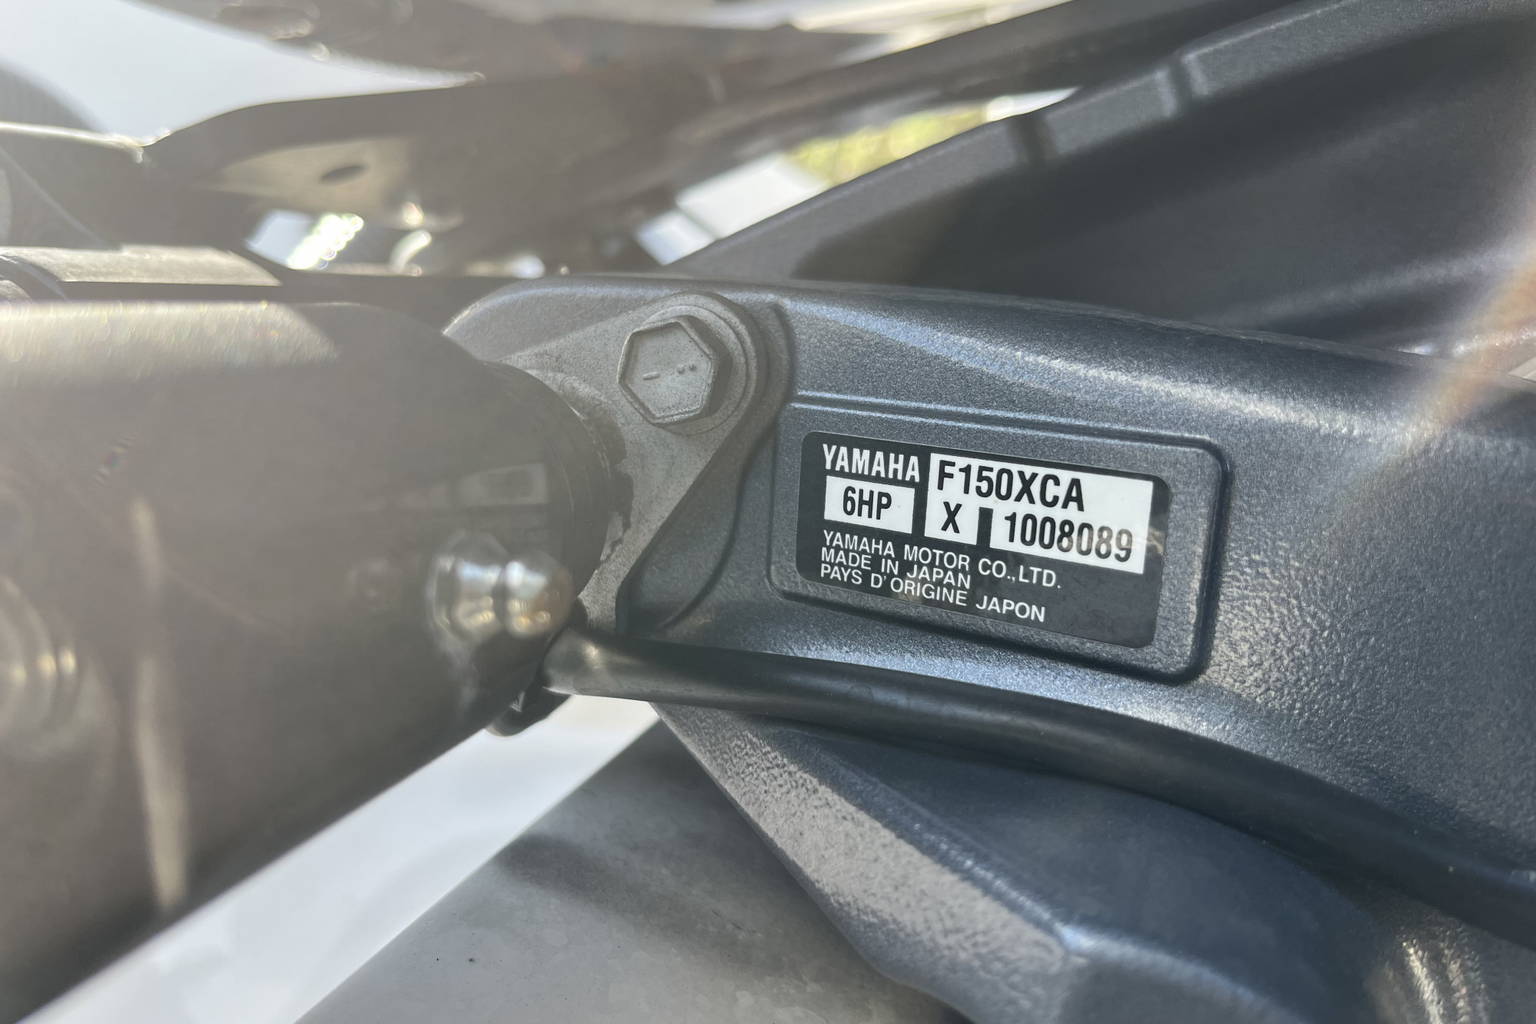 YAMAHA F150XCA
6HP X 1008089
YAMAHA MOTOR CO.,LTD.
MADE IN JAPAN
PAYS D'ORIGINE JAPON